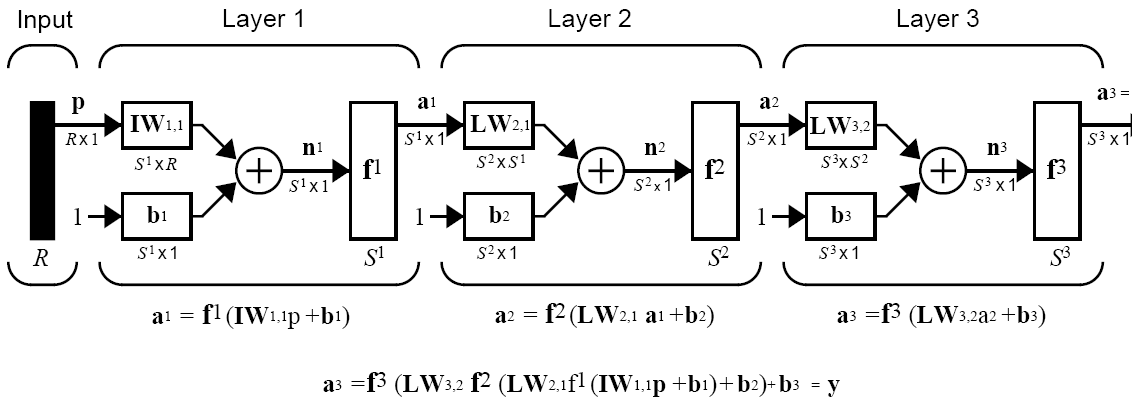 Input Layer 1 Layer 2 Layer 3
p a1 a2 a3 =
IW1,1 LW2,1 LW3,2
R x 1 S1 x 1 S2 x 1 S3 x 1
S1 x R n1 S2 x S1 n2 S3 x S2 n3
f1 f2 f3
S1 x 1 S2 x 1 S3 x 1
1 b1 1 b2 1 b3
S1 x 1 S2 x 1 S3 x 1
R S1 S2 S3
a1 = f1 (IW1,1p +b1) a2 = f2 (LW2,1 a1 +b2) a3 =f3 (LW3,2a2 +b3)
a3 =f3 (LW3,2 f2 (LW2,1f1 (IW1,1p +b1)+b2)+b3 = y